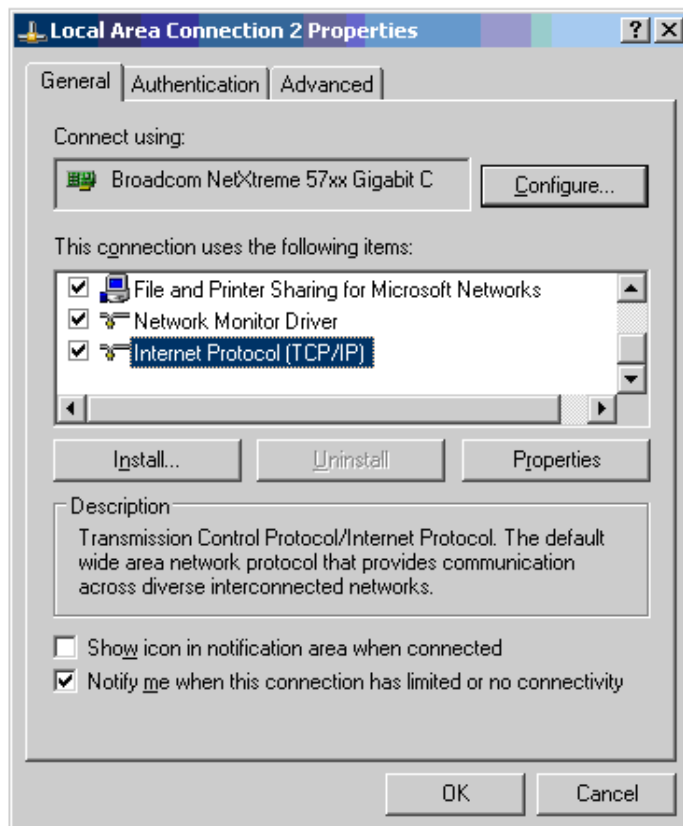 Local Area Connection 2 Properties
General
Authentication
Advanced
Connect using:
Broadcom NetXtreme 57xx Gigabit C
Configure...
This connection uses the following items:
File and Printer Sharing for Microsoft Networks
Network Monitor Driver
Internet Protocol (TCP/IP)
Install...
Uninstall
Properties
Description
Transmission Control Protocol/Internet Protocol. The default
wide area network protocol that provides communication
across diverse interconnected networks.
Show icon in notification area when connected
Notify me when this connection has limited or no connectivity
OK
Cancel